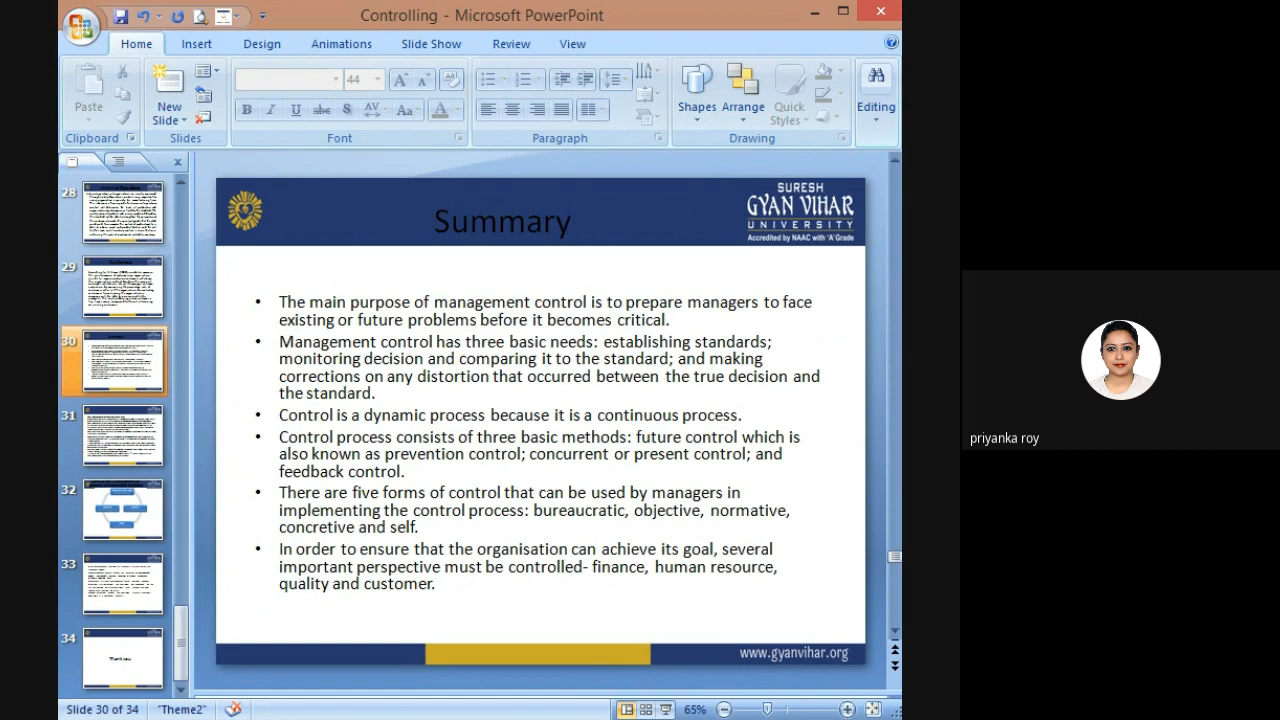 Controlling - Microsoft PowerPoint
Home Insert Design Animations Slide Show Review View
Paste
New Slide
44
B I U abc S AV Aa A
Shapes Arrange Quick Styles
Editing
Clipboard Slides Font Paragraph Drawing
28
29
30
31
32
33
34
Thank you
Summary
SURESH
GYAN VIHAR
UNIVERSITY
Accredited by NAAC with 'A' Grade
• The main purpose of management control is to prepare managers to face
existing or future problems before it becomes critical.
• Management control has three basic needs: establishing standards;
monitoring decision and comparing it to the standard; and making
corrections on any distortion that occurred between the true decision and
the standard.
• Control is a dynamic process because it is a continuous process.
• Control process consists of three basic methods: future control which is
also known as prevention control; concurrent or present control; and
feedback control.
• There are five forms of control that can be used by managers in
implementing the control process: bureaucratic, objective, normative,
concretive and self.
• In order to ensure that the organisation can achieve its goal, several
important perspective must be controlled- finance, human resource,
quality and customer.
www.gyanvihar.org
Slide 30 of 34 "Theme2" 65%
priyanka roy